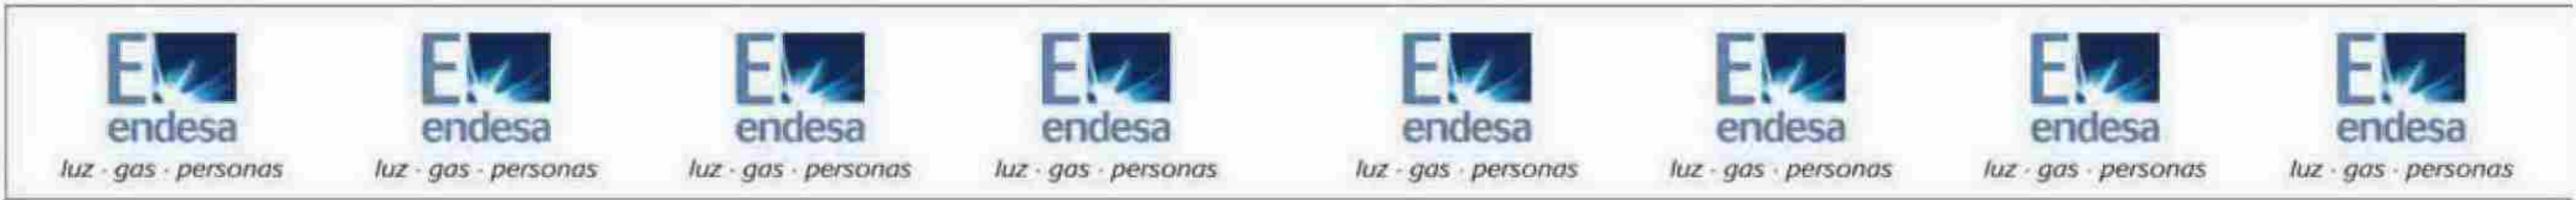 E. E. E. E. E. E. E. E.
endesa endesa endesa endesa endesa endesa endesa endesa
luz · gas · personas luz · gas · personas luz · gas · personas luz · gas · personas luz · gas · personas luz · gas · personas luz · gas · personas luz · gas · personas